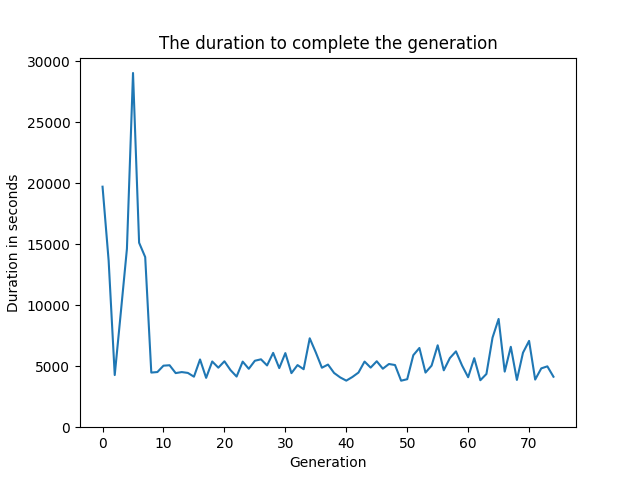 The duration to complete the generation
30000
25000
20000
15000
10000
5000
0
Duration in seconds
0 10 20 30 40 50 60 70
Generation